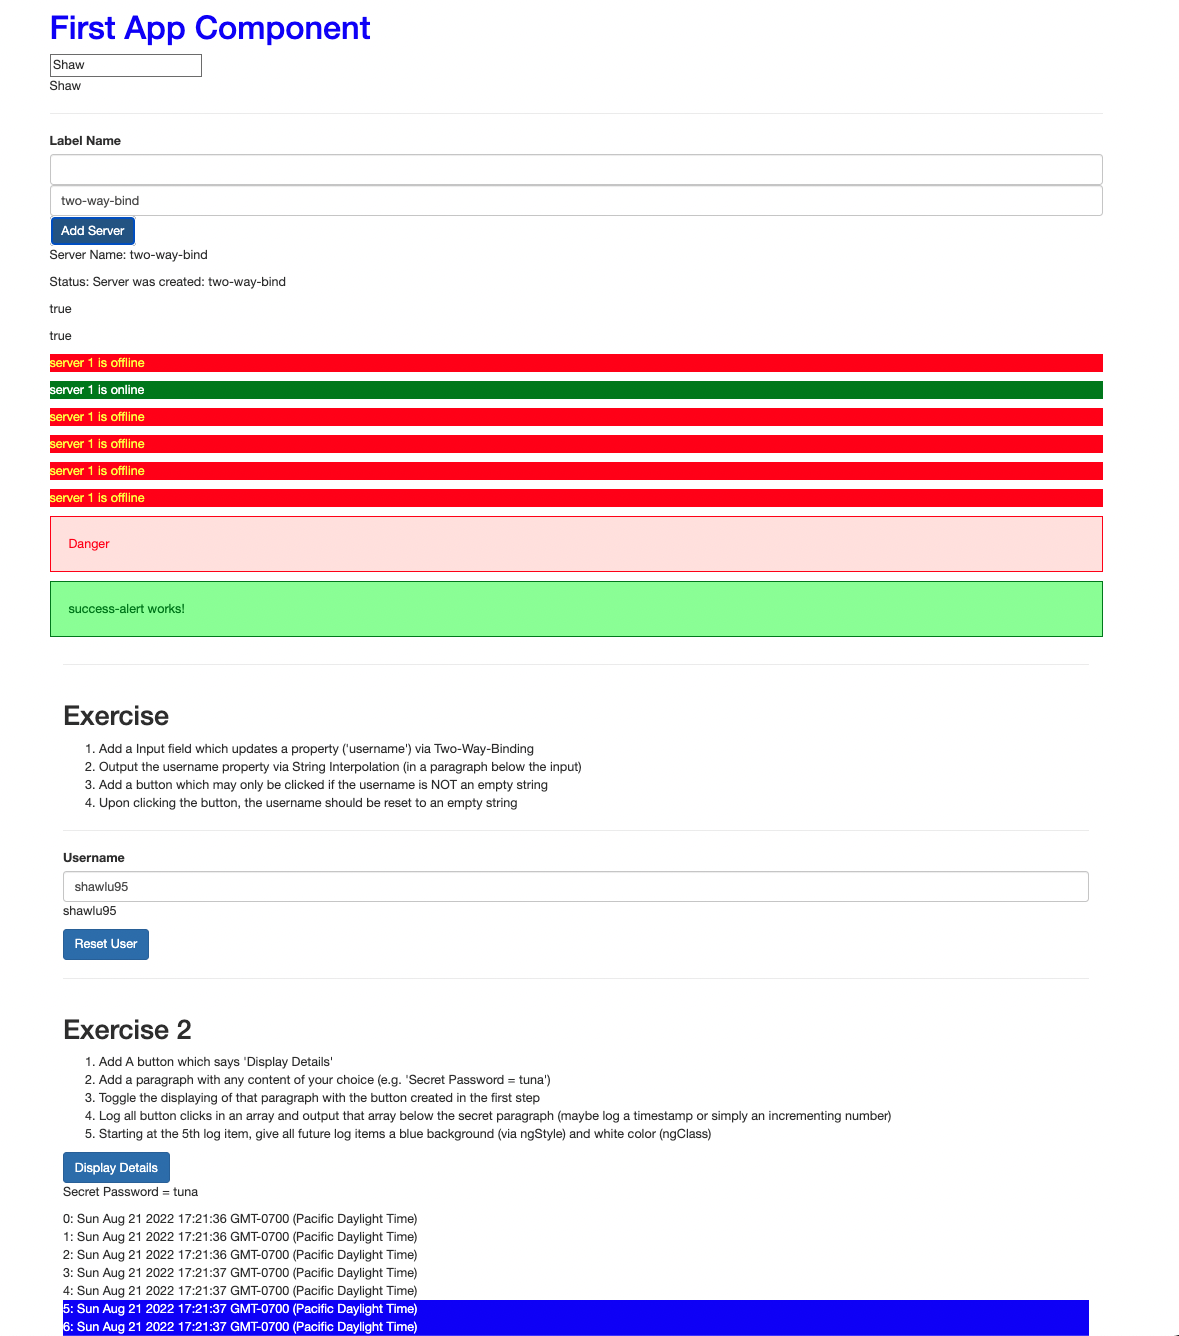 First App Component
Shaw
Shaw
Label Name
two-way-bind
Add Server
Server Name: two-way-bind
Status: Server was created: two-way-bind
true
true
server 1 is offline
server 1 is online
server 1 is offline
server 1 is offline
server 1 is offline
server 1 is offline
Danger
success-alert works!
Exercise
1. Add a Input field which updates a property ('username') via Two-Way-Binding
2. Output the username property via String Interpolation (in a paragraph below the input)
3. Add a button which may only be clicked if the username is NOT an empty string
4. Upon clicking the button, the username should be reset to an empty string
Username
shawlu95
shawlu95
Reset User
Exercise 2
1. Add A button which says 'Display Details'
2. Add a paragraph with any content of your choice (e.g. 'Secret Password = tuna')
3. Toggle the displaying of that paragraph with the button created in the first step
4. Log all button clicks in an array and output that array below the secret paragraph (maybe log a timestamp or simply an incrementing number)
5. Starting at the 5th log item, give all future log items a blue background (via ngStyle) and white color (ngClass)
Display Details
Secret Password = tuna
0: Sun Aug 21 2022 17:21:36 GMT-0700 (Pacific Daylight Time)
1: Sun Aug 21 2022 17:21:36 GMT-0700 (Pacific Daylight Time)
2: Sun Aug 21 2022 17:21:36 GMT-0700 (Pacific Daylight Time)
3: Sun Aug 21 2022 17:21:37 GMT-0700 (Pacific Daylight Time)
4: Sun Aug 21 2022 17:21:37 GMT-0700 (Pacific Daylight Time)
5: Sun Aug 21 2022 17:21:37 GMT-0700 (Pacific Daylight Time)
6: Sun Aug 21 2022 17:21:37 GMT-0700 (Pacific Daylight Time)